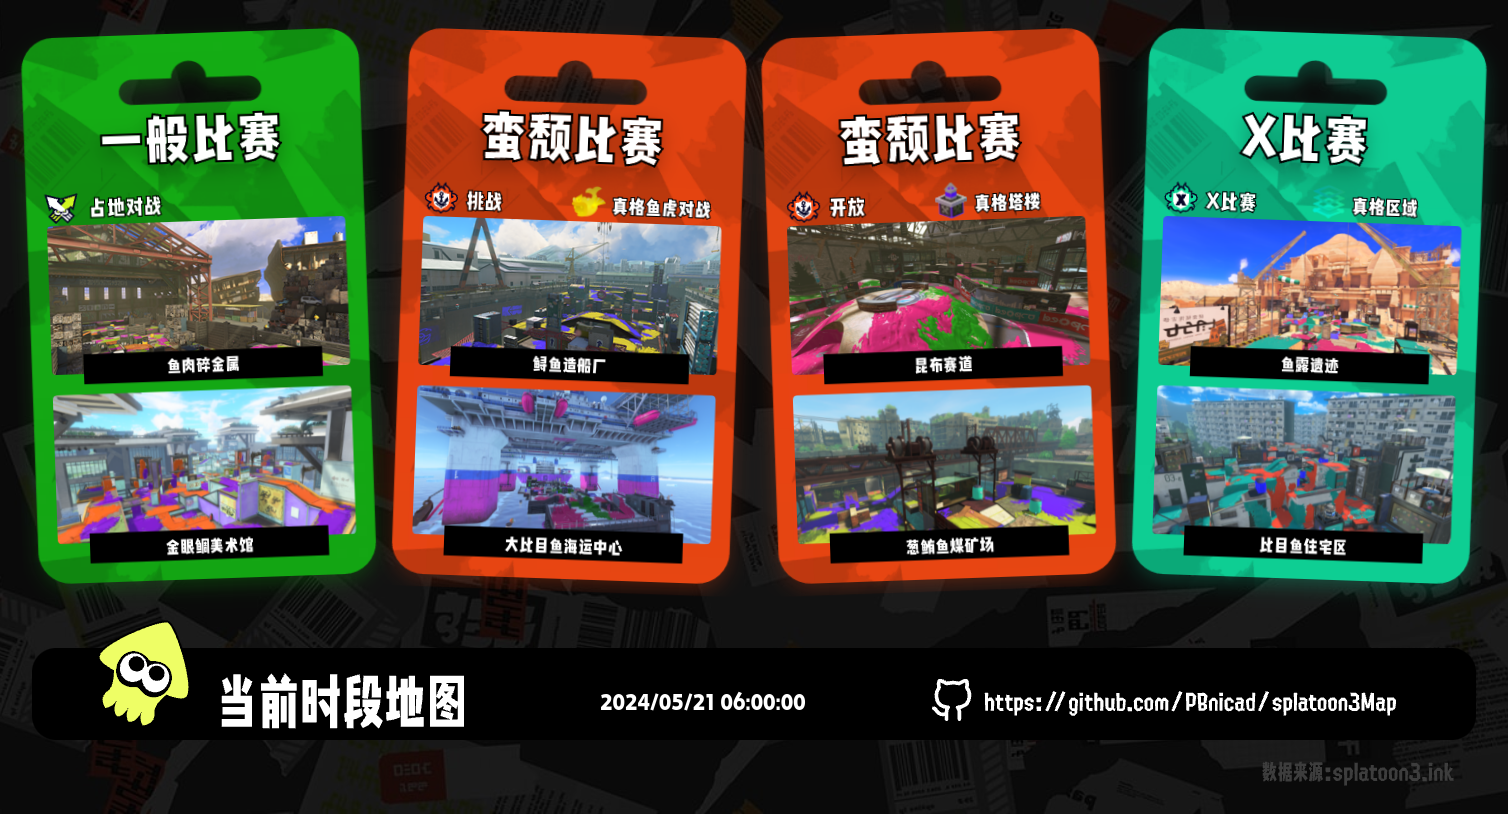 一般比赛
占地对战
鱼肉碎金属
金眼鲷美术馆
蛮颓比赛
挑战
真格鱼虎对战
鲟鱼造船厂
大比目鱼海运中心
蛮颓比赛
开放
真格塔楼
昆布赛道
葱鲔鱼煤矿场
X比赛
X比赛
真格区域
鱼露遗迹
比目鱼住宅区
当前时段地图
2024/05/21 06:00:00
https://github.com/PBnicad/splatoon3Map
数据来源:splatoon3.ink